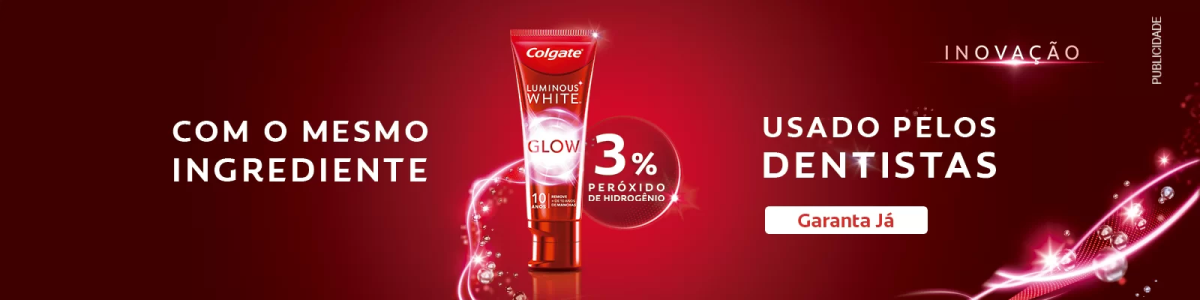 COM O MESMO
INGREDIENTE
Colgate
LUMINOUS
WHITE
GLOW
10
ANOS
REMOVE
3%
PERÓXIDO
DE HIDROGÊNIO
INOVAÇÃO
USADO PELOS
DENTISTAS
Garanta Já
PUBLICIDADE